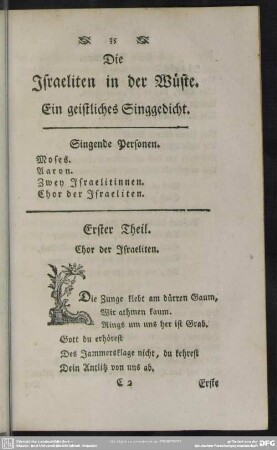 35
Die
Israeliten in der Wüste.
Ein geistliches Singgedicht.
Singende Personen.
Moses.
Aaron.
Zwey Israelitinnen.
Chor der Israeliten.
Erster Theil.
Chor der Israeliten.
Die Zunge klebt am dürren Gaum,
Wir athmen kaum.
Rings um uns her ist Grab,
Gott du erhörest
Des Jammersklage nicht, du kehrest
Dein Antlitz von uns ab,
C 2
Erste